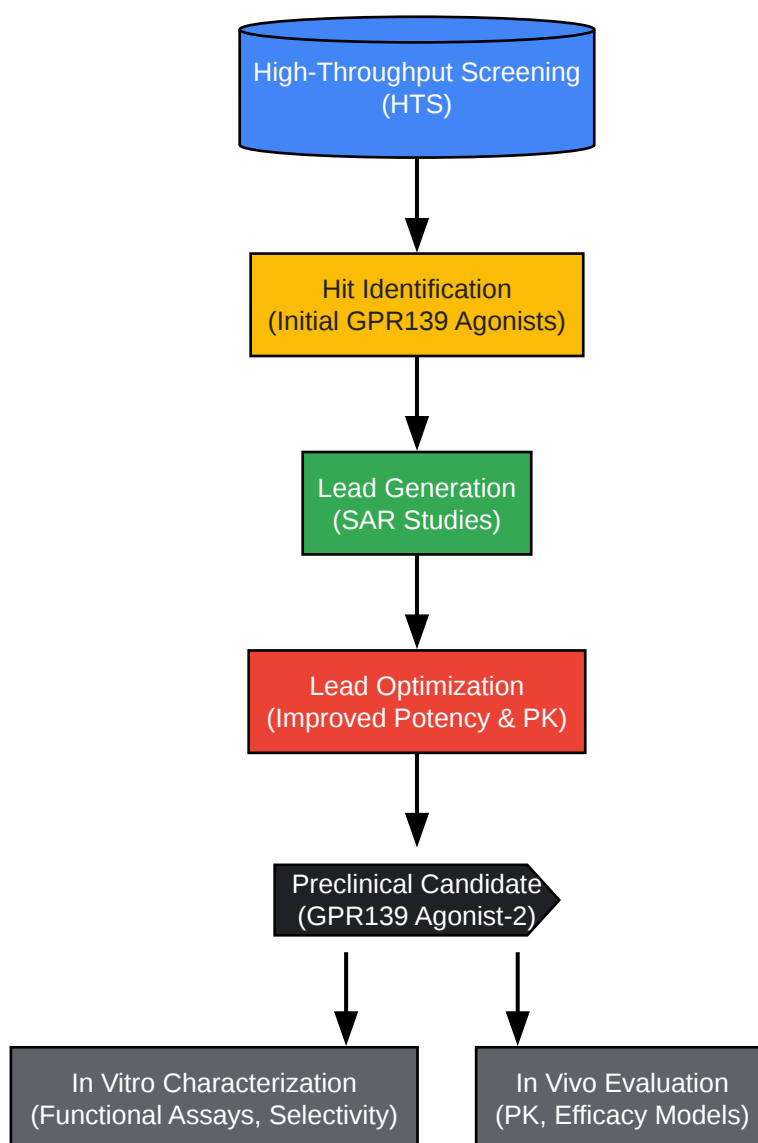 High-Throughput Screening
(HTS)
Hit Identification
(Initial GPR139 Agonists)
Lead Generation
(SAR Studies)
Lead Optimization
(Improved Potency & PK)
Preclinical Candidate
(GPR139 Agonist-2)
In Vitro Characterization
(Functional Assays, Selectivity)
In Vivo Evaluation
(PK, Efficacy Models)